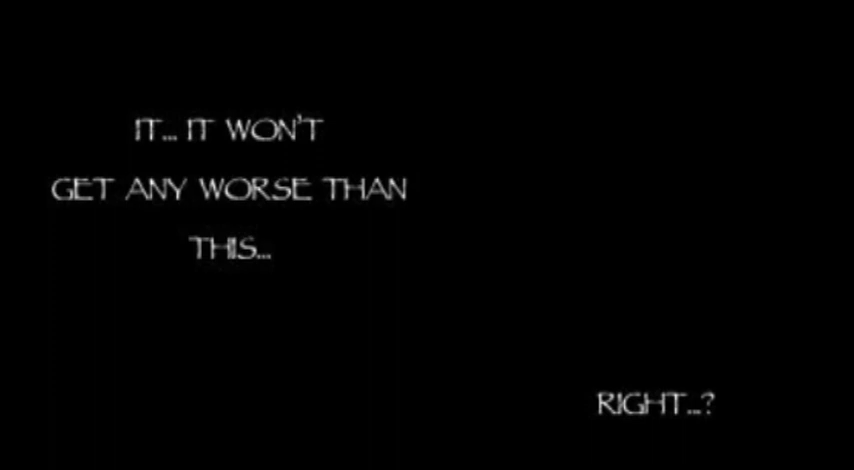 IT... IT WON'T
GET ANY WORSE THAN
THIS...
RIGHT...?